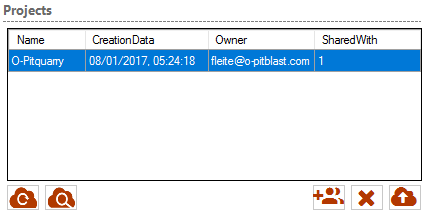 Projects
Name CreationData Owner SharedWith
O-Pitquarry 08/01/2017, 05:24:18 fleite@o-pitblast.com 1